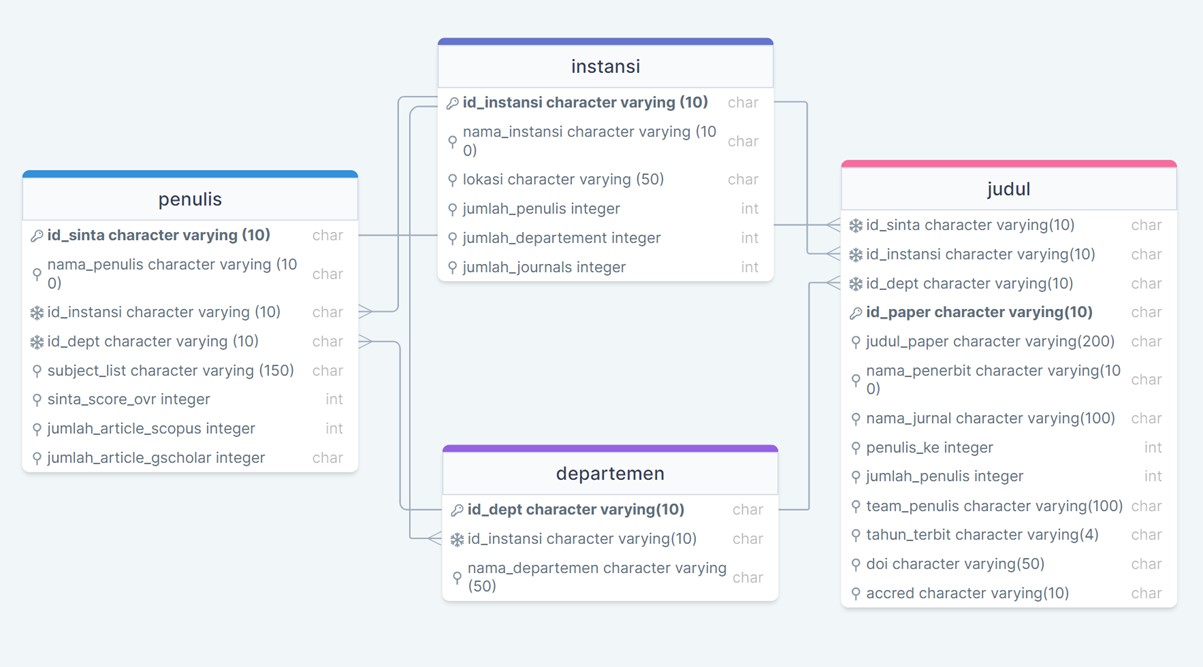 instansi
id_instansi character varying (10) char
nama_instansi character varying (10
0) char
lokasi character varying (50) char
jumlah_penulis integer int
jumlah_departement integer int
jumlah_journals integer int
penulis
id_sinta character varying (10) char
nama_penulis character varying (10
0) char
id_instansi character varying (10) char
id_dept character varying (10) char
subject_list character varying (150) char
sinta_score_ovr integer int
jumlah_article_scopus integer int
jumlah_article_gscholar integer char
departemen
id_dept character varying(10) char
id_instansi character varying(10) char
nama_departemen character varying
(50) char
judul
id_sinta character varying(10) char
id_instansi character varying(10) char
id_dept character varying(10) char
id_paper character varying(10) char
judul_paper character varying(200) char
nama_penerbit character varying(10
0) char
nama_jurnal character varying(100) char
penulis_ke integer int
jumlah_penulis integer int
team_penulis character varying(100) char
tahun_terbit character varying(4) char
doi character varying(50) char
accred character varying(10) char